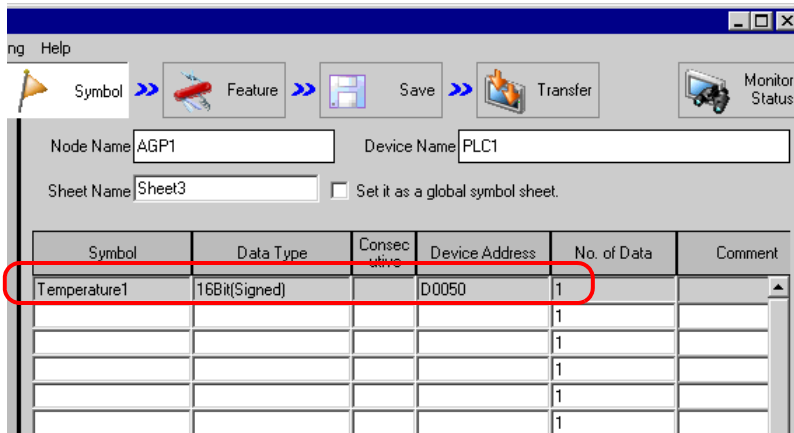 ng Help
Symbol Feature Save Transfer Monitor
Status
Node Name AGP1 Device Name PLC1
Sheet Name Sheet3 Set it as a global symbol sheet.
Symbol Data Type Consec
utive Device Address No. of Data Comment
Temperature1 16Bit(Signed) D0050 1
1
1
1
1
1